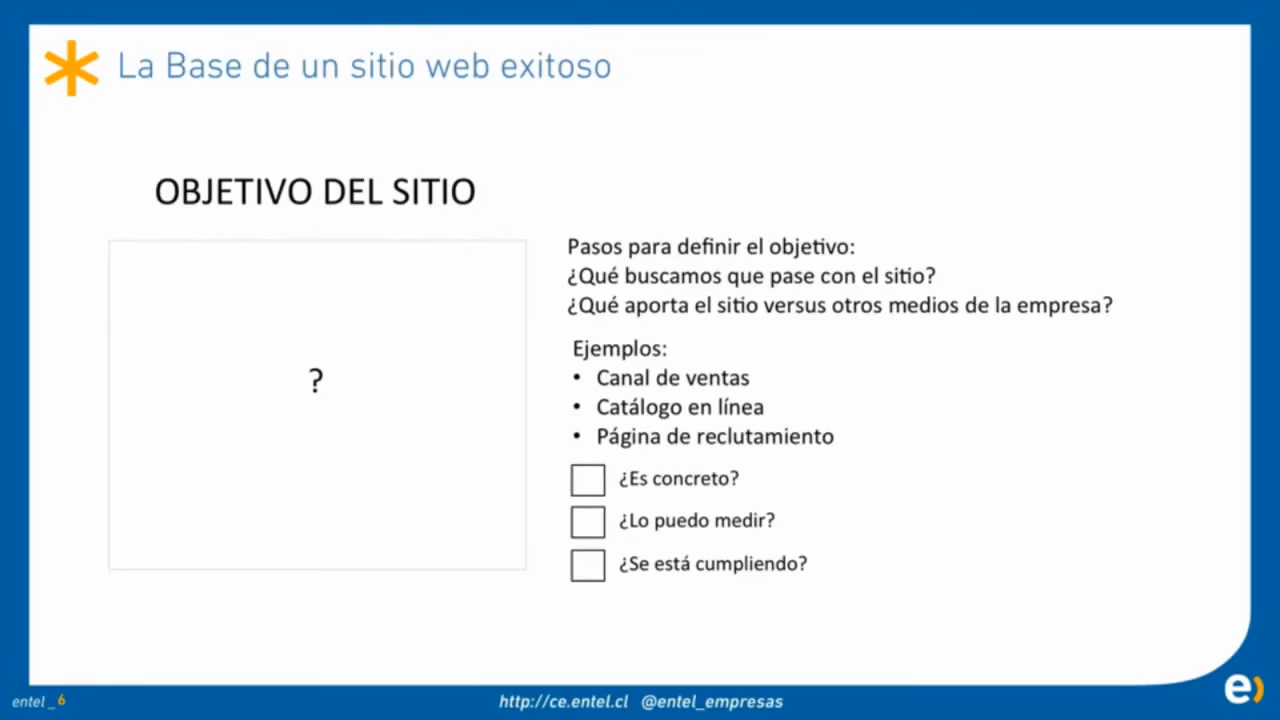 La Base de un sitio web exitoso
OBJETIVO DEL SITIO
?
Pasos para definir el objetivo:
¿Qué buscamos que pase con el sitio?
¿Qué aporta el sitio versus otros medios de la empresa?
Ejemplos:
• Canal de ventas
• Catálogo en línea
• Página de reclutamiento
¿Es concreto?
¿Lo puedo medir?
¿Se está cumpliendo?
entel _6
http://ce.entel.cl @entel_empresas
e)